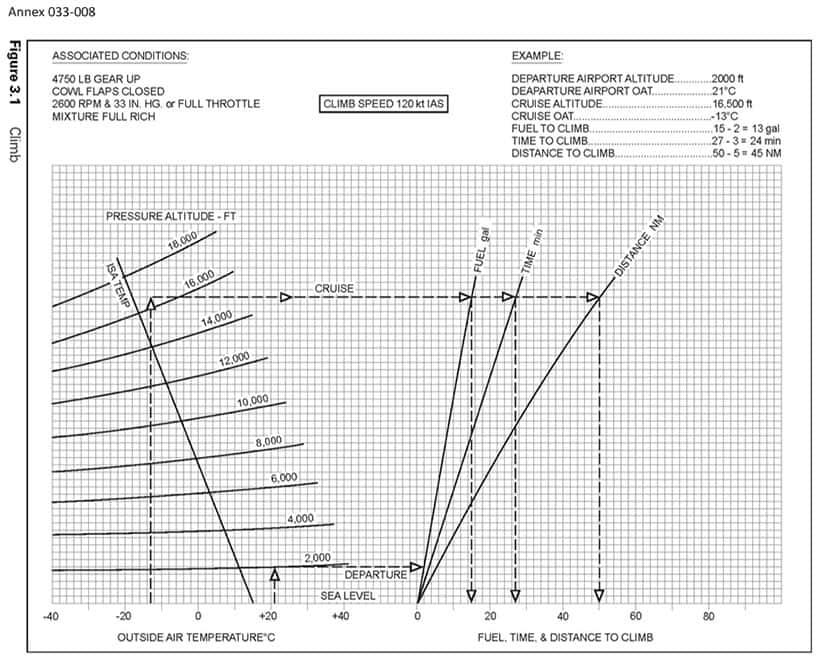 Annex 033-008
Figure 3.1 Climb
ASSOCIATED CONDITIONS:
4750 LB GEAR UP
COWL FLAPS CLOSED
2600 RPM & 33 IN. HG. or FULL THROTTLE
MIXTURE FULL RICH
CLIMB SPEED 120 kt IAS
EXAMPLE:
DEPARTURE AIRPORT ALTITUDE............2000 ft
DEAPARTURE AIRPORT OAT..................21°C
CRUISE ALTITUDE..............................16,500 ft
CRUISE OAT.......................................-13°C
FUEL TO CLIMB..................................15 - 2 = 13 gal
TIME TO CLIMB...................................27 - 3 = 24 min
DISTANCE TO CLIMB..........................50 - 5 = 45 NM
PRESSURE ALTITUDE - FT
18,000
ISA TEMP
16,000
14,000
12,000
10,000
8,000
6,000
4,000
2,000
CRUISE
FUEL gal
TIME min
DISTANCE NM
DEPARTURE
SEA LEVEL
-40 -20 0 +20 +40 0 20 40 60 80
OUTSIDE AIR TEMPERATURE°C
FUEL, TIME, & DISTANCE TO CLIMB